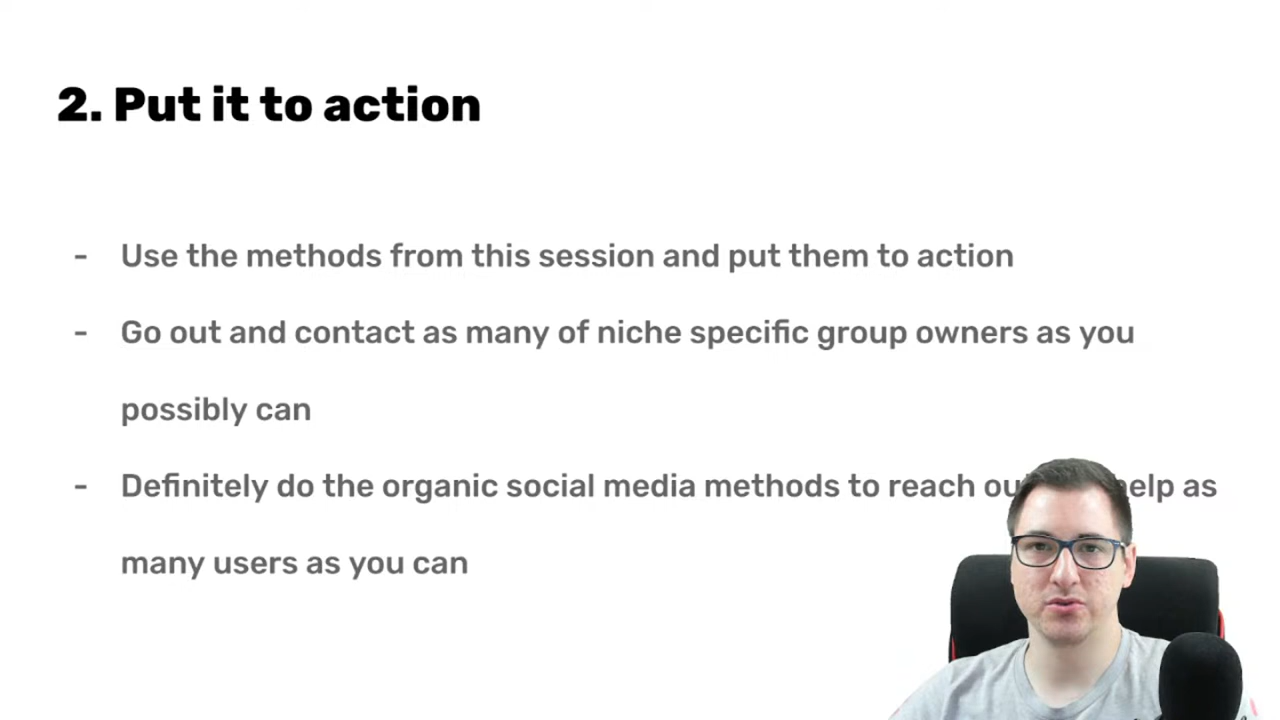 2. Put it to action
- Use the methods from this session and put them to action
- Go out and contact as many of niche specific group owners as you
possibly can
- Definitely do the organic social media methods to reach help as
many users as you can